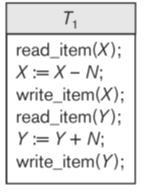 T₁
read_item(X);
X := X – N;
write_item(X);
read_item(Y);
Y := Y + N;
write_item(Y);